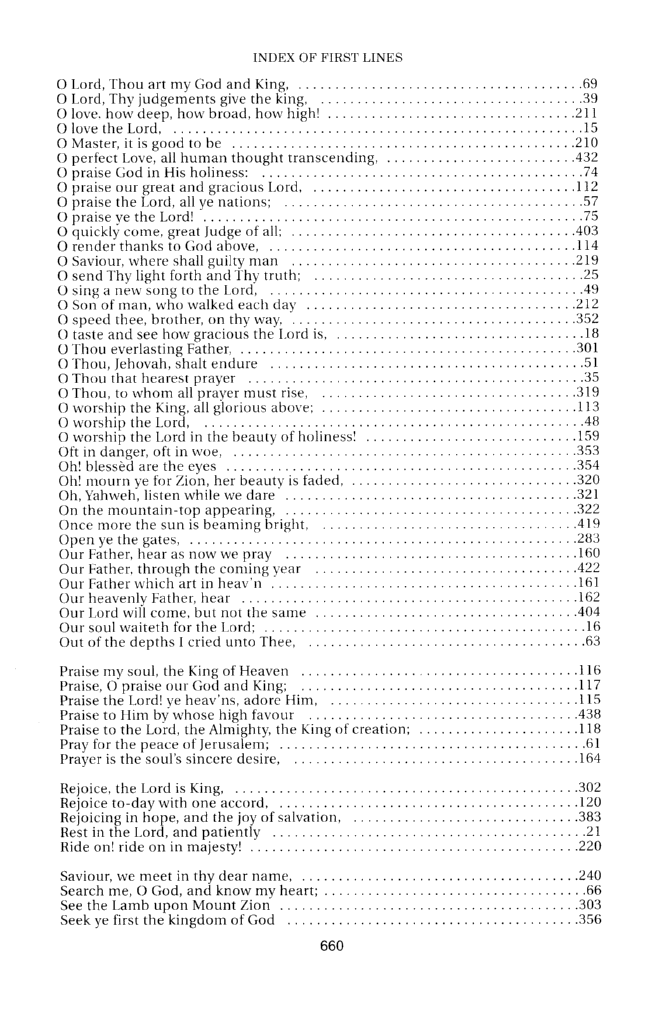 INDEX OF FIRST LINES
O Lord, Thou art my God and King, ......................................69
O Lord, Thy judgements give the king, ...................................39
O love. how deep, how broad, how high! .................................211
O love the Lord, .......................................................15
O Master, it is good to be .............................................210
O perfect Love, all human thought transcending, .........................432
O praise God in His holiness: ...........................................74
O praise our great and gracious Lord, ...................................112
O praise the Lord, all ye nations; ........................................57
O praise ye the Lord! ...................................................75
O quickly come, great Judge of all; ......................................403
O render thanks to God above, .........................................114
O Saviour, where shall guilty man .......................................219
O send Thy light forth and Thy truth; ....................................25
O sing a new song to the Lord, ..........................................49
O Son of man, who walked each day ....................................212
O speed thee, brother, on thy way, ......................................352
O taste and see how gracious the Lord is, ..................................18
O Thou everlasting Father, .............................................301
O Thou, Jehovah, shalt endure ..........................................51
O Thou that hearest prayer .............................................35
O Thou, to whom all prayer must rise, ..................................319
O worship the King, all glorious above; ..................................113
O worship the Lord, ...................................................48
O worship the Lord in the beauty of holiness! ............................159
Oft in danger, oft in woe, ..............................................353
Oh! blessèd are the eyes ...............................................354
Oh! mourn ye for Zion, her beauty is faded, ..............................320
Oh, Yahweh, listen while we dare .......................................321
On the mountain-top appearing, ........................................322
Once more the sun is beaming bright, ..................................419
Open ye the gates, ....................................................283
Our Father, hear as now we pray .......................................160
Our Father, through the coming year ...................................422
Our Father which art in heav'n .........................................161
Our heavenly Father, hear .............................................162
Our Lord will come, but not the same ...................................404
Our soul waiteth for the Lord; ...........................................16
Out of the depths I cried unto Thee, .....................................63
Praise my soul, the King of Heaven .....................................116
Praise, O praise our God and King; .....................................117
Praise the Lord! ye heav'ns, adore Him, .................................115
Praise to Him by whose high favour ....................................438
Praise to the Lord, the Almighty, the King of creation; .....................118
Pray for the peace of Jerusalem; .........................................61
Prayer is the soul's sincere desire, ......................................164
Rejoice, the Lord is King, ..............................................302
Rejoice to-day with one accord, ........................................120
Rejoicing in hope, and the joy of salvation, ..............................383
Rest in the Lord, and patiently ..........................................21
Ride on! ride on in majesty! ............................................220
Saviour, we meet in thy dear name, .....................................240
Search me, O God, and know my heart; ...................................66
See the Lamb upon Mount Zion ........................................303
Seek ye first the kingdom of God .......................................356
660